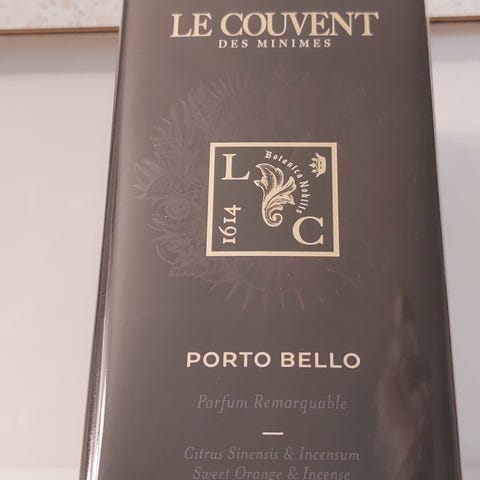 LE COUVENT
DES MINIMES
L
Botanica Nobilis
1614
C
PORTO BELLO
Parfum Remarquable
Citrus Sinensis & Incensum
Sweet Orange & Incense